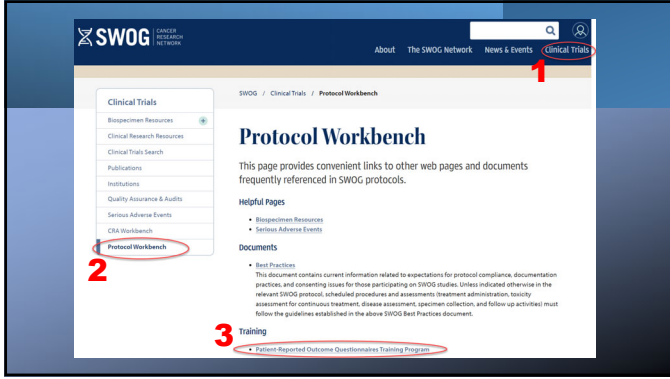 SWOG CANCER
RESEARCH
NETWORK
About The SWOG Network News & Events Clinical Trials
1
SWOG / Clinical Trials / Protocol Workbench
Clinical Trials
Biospecimen Resources
Clinical Research Resources
Clinical Trials Search
Publications
Institutions
Quality Assurance & Audits
Serious Adverse Events
CRA Workbench
Protocol Workbench
2
Protocol Workbench
This page provides convenient links to other web pages and documents
frequently referenced in SWOG protocols.
Helpful Pages
• Biospecimen Resources
• Serious Adverse Events
Documents
• Best Practices
This document contains current information related to expectations for protocol compliance, documentation
practices, and consenting issues for those participating on SWOG studies. Unless indicated otherwise in the
relevant SWOG protocol, scheduled procedures and assessments (treatment administration, toxicity
assessment for continuous treatment, disease assessment, specimen collection, and follow up activities) must
follow the guidelines established in the above SWOG Best Practices document.
3
Training
• Patient-Reported Outcome Questionnaires Training Program